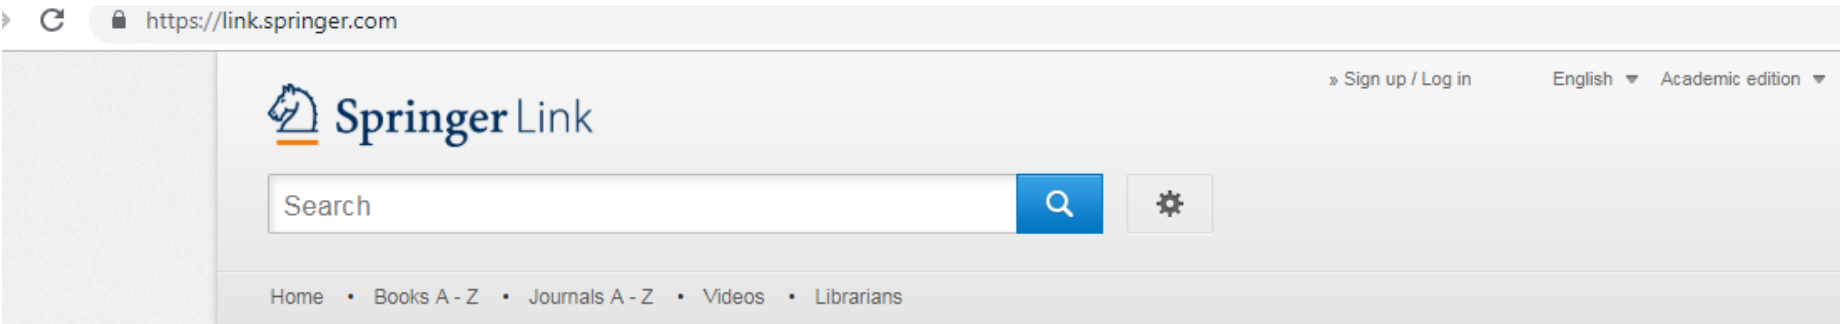 https://link.springer.com
» Sign up / Log in English Academic edition
Springer Link
Search
Home • Books A - Z • Journals A - Z • Videos • Librarians